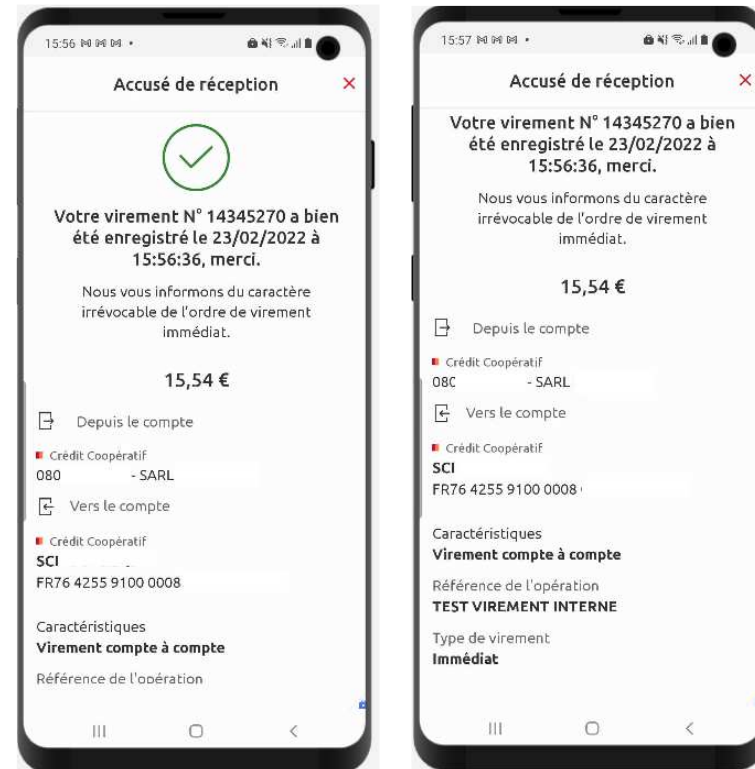 15:56
Accusé de réception
Votre virement N° 14345270 a bien
été enregistré le 23/02/2022 à
15:56:36, merci.
Nous vous informons du caractère
irrévocable de l'ordre de virement
immédiat.
15,54 €
Depuis le compte
Crédit Coopératif
080 - SARL
Vers le compte
Crédit Coopératif
SCI
FR76 4255 9100 0008
Caractéristiques
Virement compte à compte
Référence de l'opération
15:57
Accusé de réception
Votre virement N° 14345270 a bien
été enregistré le 23/02/2022 à
15:56:36, merci.
Nous vous informons du caractère
irrévocable de l'ordre de virement
immédiat.
15,54 €
Depuis le compte
Crédit Coopératif
08 - SARL
Vers le compte
Crédit Coopératif
SCI
FR76 4255 9100 0008
Caractéristiques
Virement compte à compte
Référence de l'opération
TEST VIREMENT INTERNE
Type de virement
Immédiat